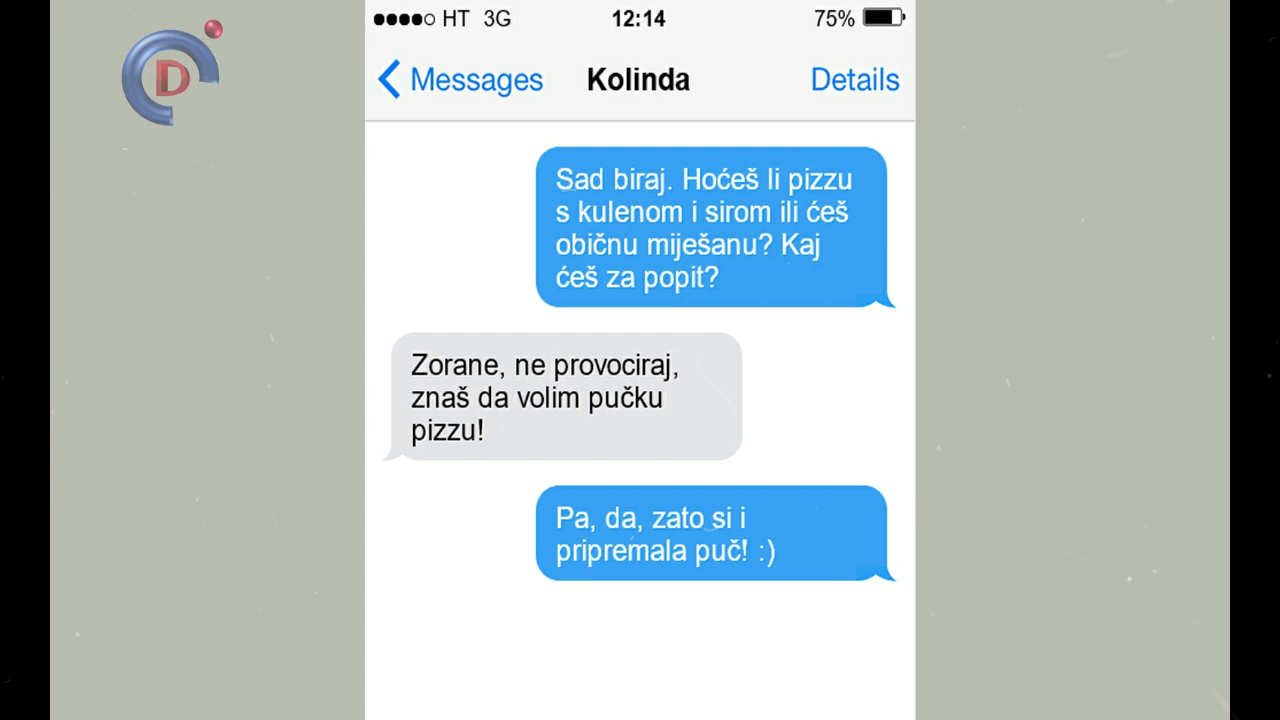 HT 3G 12:14 75%
Messages Kolinda Details
Sad biraj. Hoćeš li pizzu
s kulenom i sirom ili ćeš
običnu miješanu? Kaj
ćeš za popit?
Zorane, ne provociraj,
znaš da volim pučku
pizzu!
Pa, da, zato si i
pripremala puč! :)
D